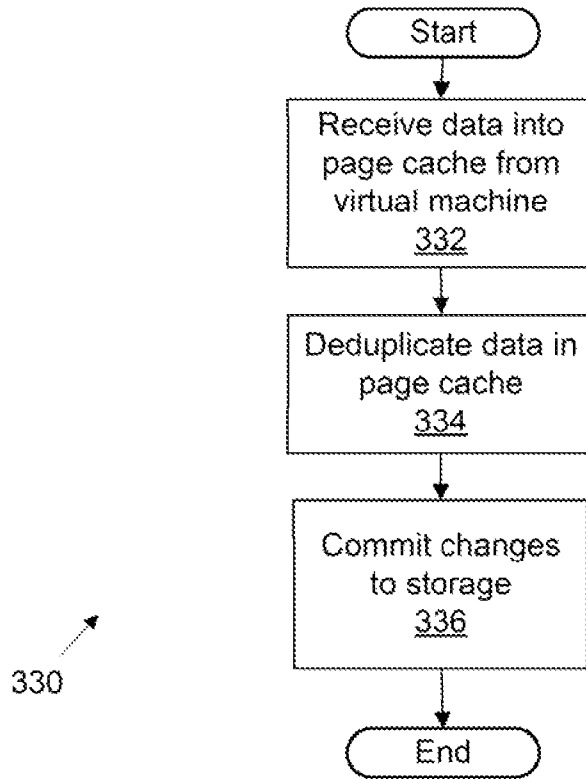 Start
Receive data into
page cache from
virtual machine
332
Deduplicate data in
page cache
334
Commit changes
to storage
336
330
End